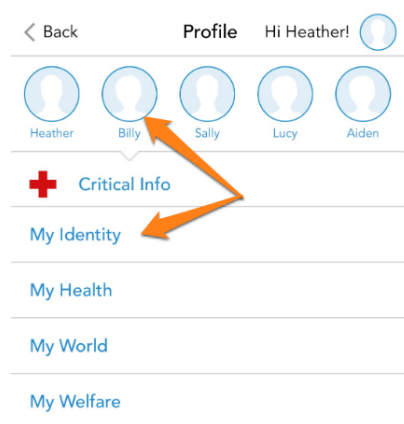 Back Profile Hi Heather!
Heather Billy Sally Lucy Aiden
Critical Info
My Identity
My Health
My World
My Welfare